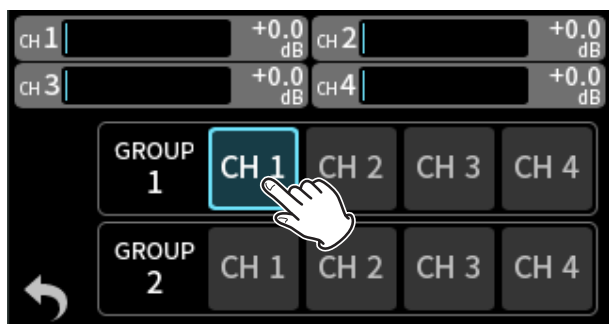 CH 1 +0.0 dB CH 2 +0.0 dB
CH 3 +0.0 dB CH 4 +0.0 dB
GROUP 1 CH 1 CH 2 CH 3 CH 4
GROUP 2 CH 1 CH 2 CH 3 CH 4